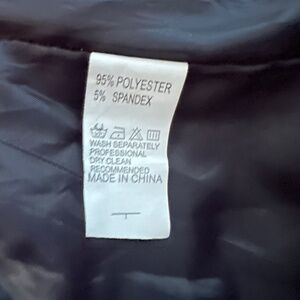 95% POLYESTER
5% SPANDEX
WASH SEPARATELY
PROFESSIONAL
DRY CLEAN
RECOMMENDED
MADE IN CHINA